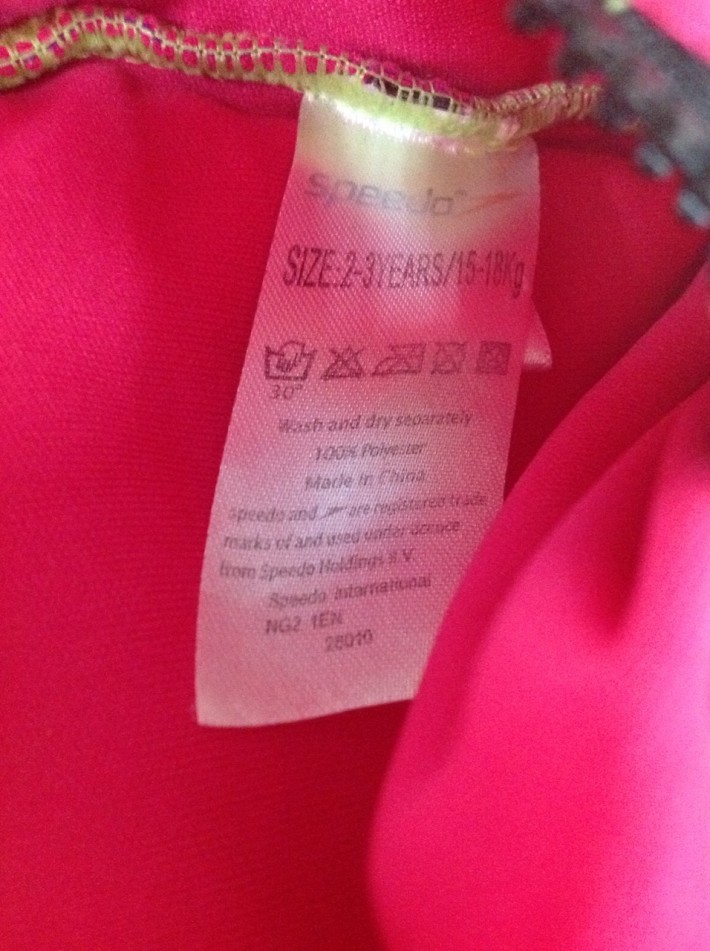 speedo
SIZE:2-3YEARS/15-18Kg
30°
Wash and dry separately
100% Polyester
Made in China
speedo and are registered trade
marks of and used under licence
from Speedo Holdings B.V
Speedo International
NG2 1EN
28010